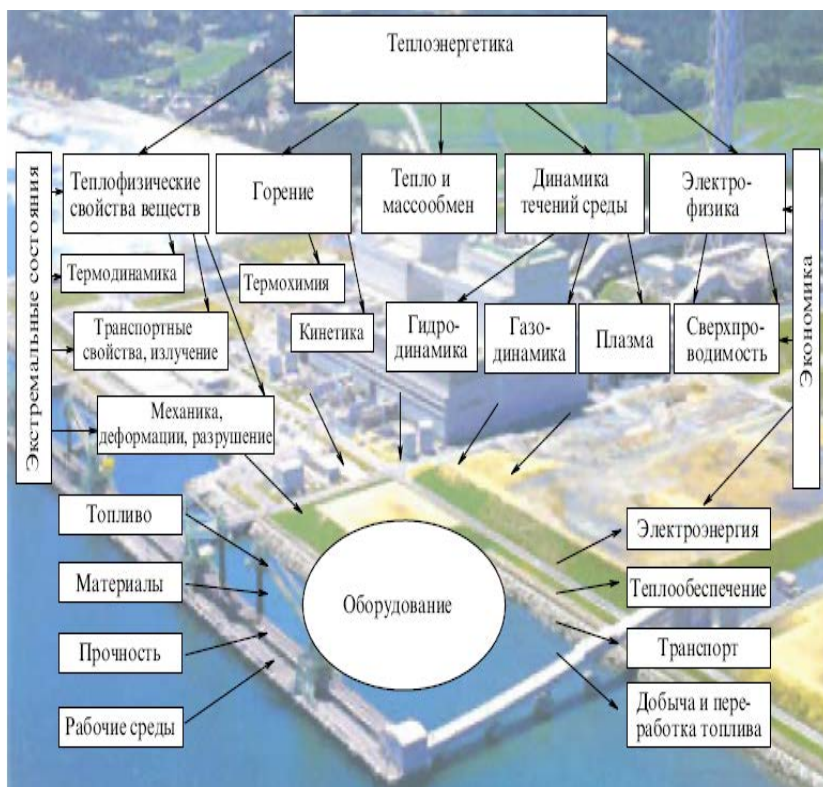 Теплоэнергетика
Экстремальные состояния
Теплофизические
свойства веществ
Горение
Тепло и
массообмен
Динамика
течений среды
Электро-
физика
Экономика
Термодинамика
Термохимия
Транспортные
свойства, излучение
Кинетика
Гидро-
динамика
Газо-
динамика
Плазма
Сверхпро-
водимость
Механика,
деформации, разрушение
Топливо
Материалы
Прочность
Рабочие среды
Оборудование
Электроэнергия
Теплообеспечение
Транспорт
Добыча и пере-
работка топлива